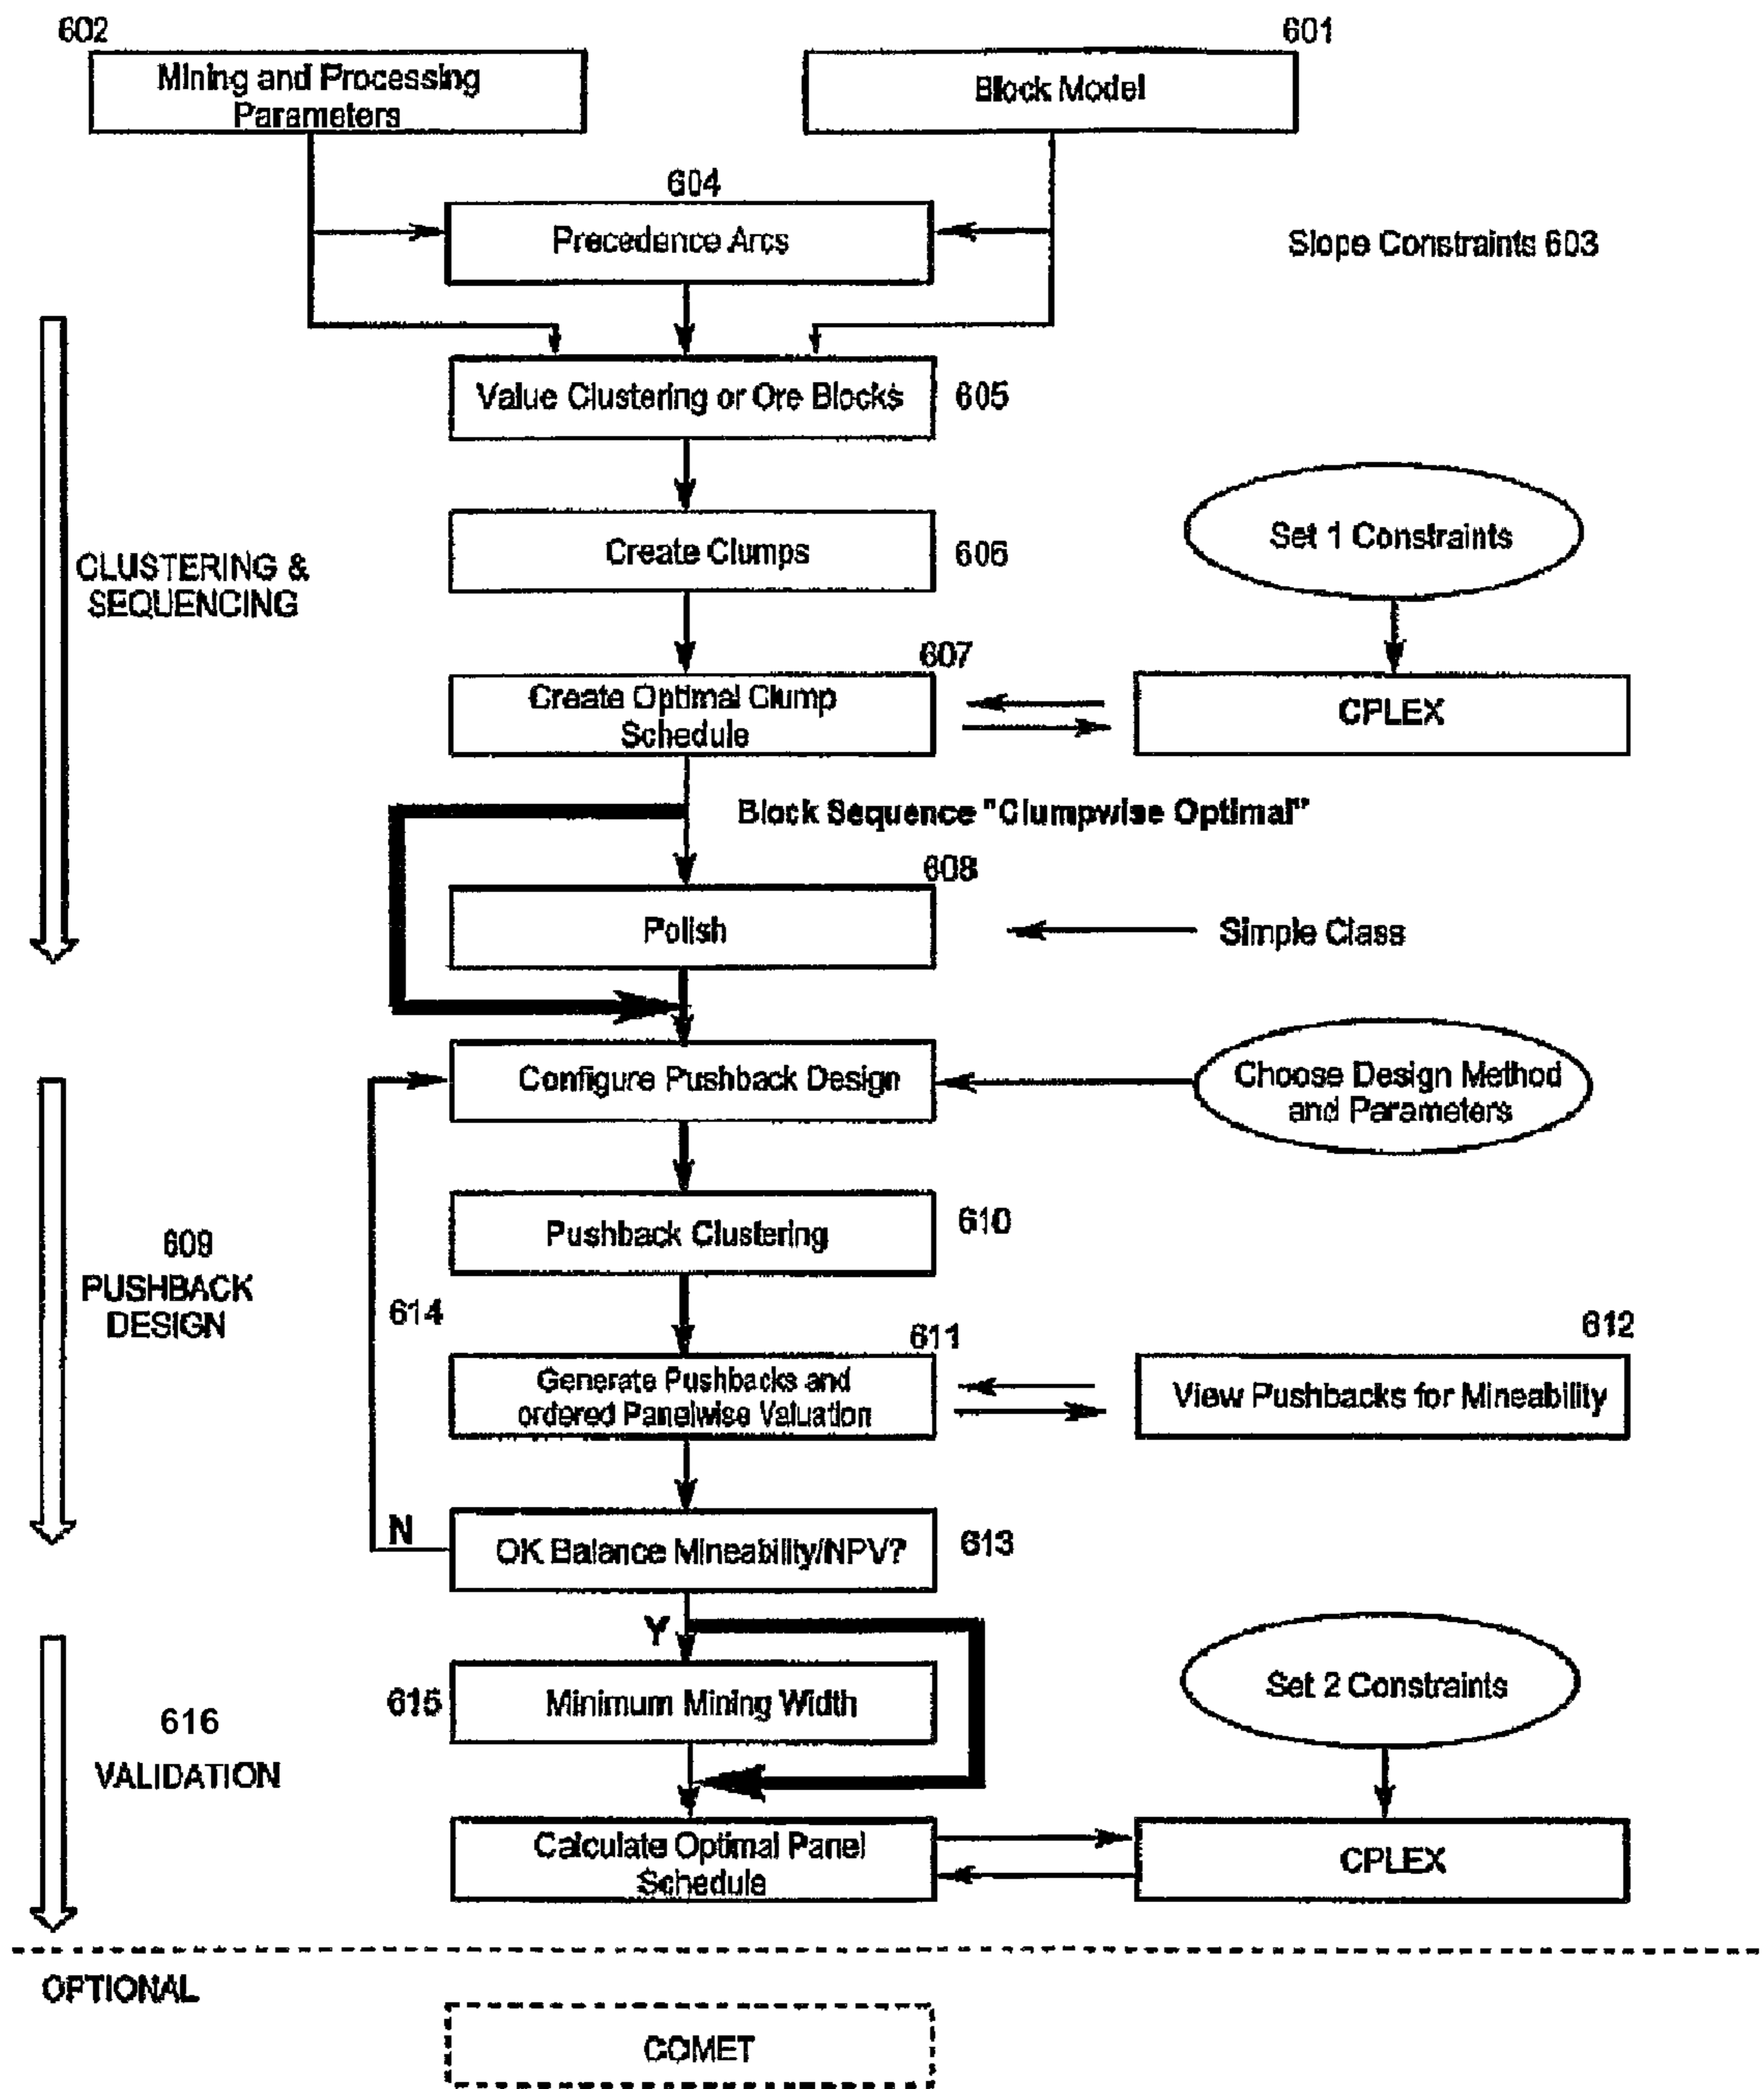 602
601
Mining and Processing
Parameters
Block Model
604
Precedence Arcs
Slope Constraints 603
Value Clustering or Ore Blocks
605
Create Clumps
606
Set 1 Constraints
CLUSTERING &
SEQUENCING
607
Create Optimal Clump
Schedule
CPLEX
Block Sequence "Clumpwise Optimal"
608
Polish
Simple Class
Configure Pushback Design
Choose Design Method
and Parameters
Pushback Clustering
610
609
PUSHBACK
DESIGN
614
611
612
Generate Pushbacks and
ordered Panelwise Valuation
View Pushbacks for Mineability
N
OK Balance Mineability/NPV?
613
Y
615
Minimum Mining Width
Set 2 Constraints
616
VALIDATION
Calculate Optimal Panel
Schedule
CPLEX
OPTIONAL
COMET